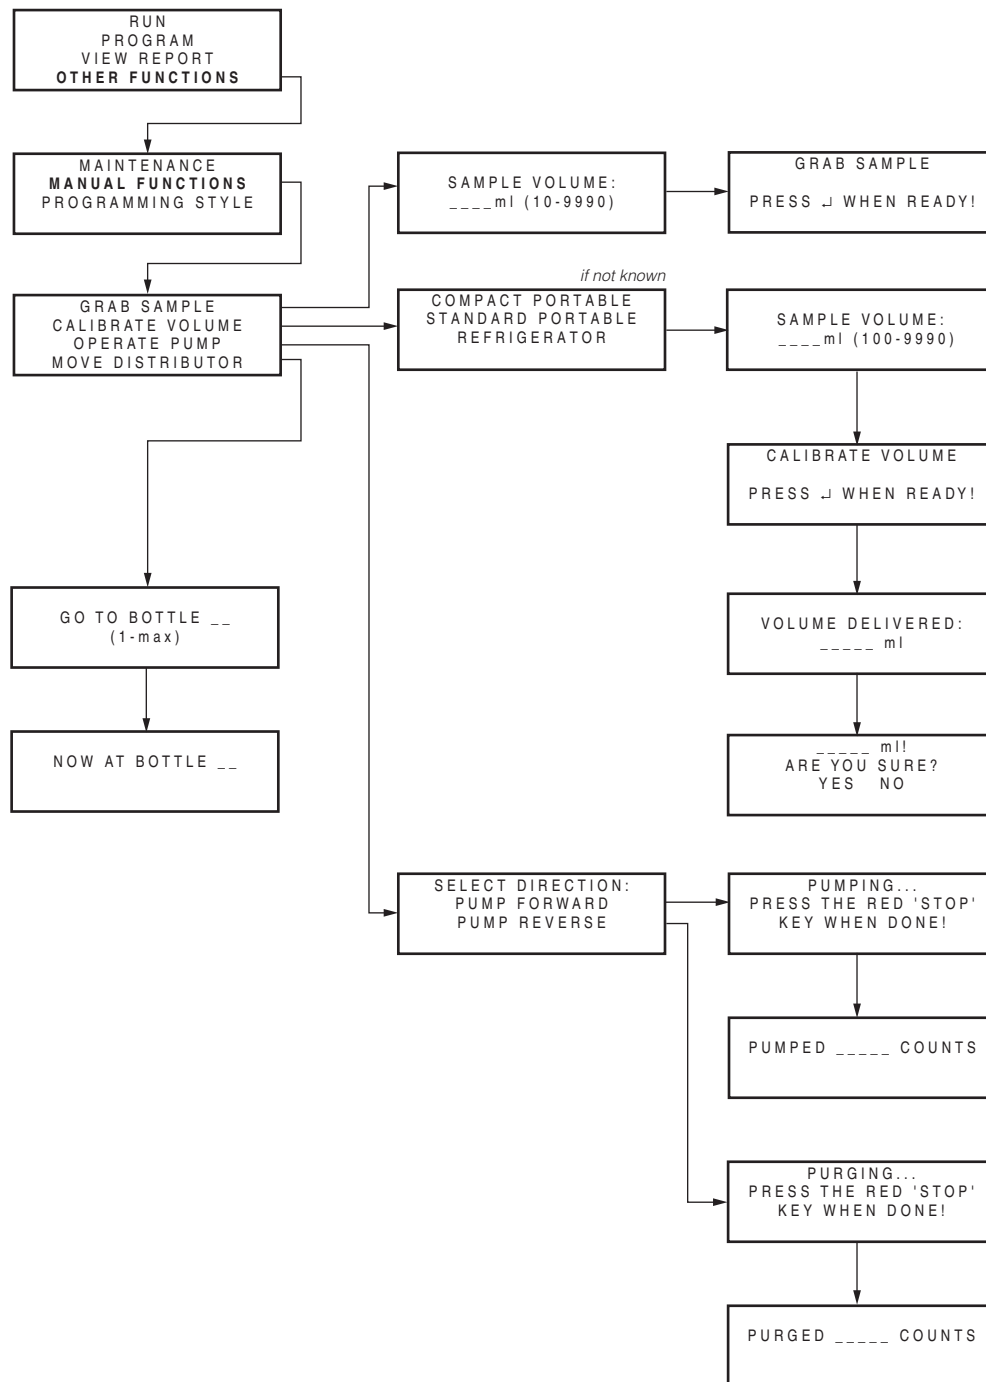 RUN
PROGRAM
VIEW REPORT
OTHER FUNCTIONS
MAINTENANCE
MANUAL FUNCTIONS
PROGRAMMING STYLE
GRAB SAMPLE
CALIBRATE VOLUME
OPERATE PUMP
MOVE DISTRIBUTOR
SAMPLE VOLUME:
____ml (10-9990)
GRAB SAMPLE
PRESS ↵ WHEN READY!
if not known
COMPACT PORTABLE
STANDARD PORTABLE
REFRIGERATOR
SAMPLE VOLUME:
____ml (100-9990)
CALIBRATE VOLUME
PRESS ↵ WHEN READY!
VOLUME DELIVERED:
_____ ml
_____ ml!
ARE YOU SURE?
YES NO
GO TO BOTTLE __
(1-max)
NOW AT BOTTLE __
SELECT DIRECTION:
PUMP FORWARD
PUMP REVERSE
PUMPING...
PRESS THE RED 'STOP'
KEY WHEN DONE!
PUMPED _____ COUNTS
PURGING...
PRESS THE RED 'STOP'
KEY WHEN DONE!
PURGED _____ COUNTS